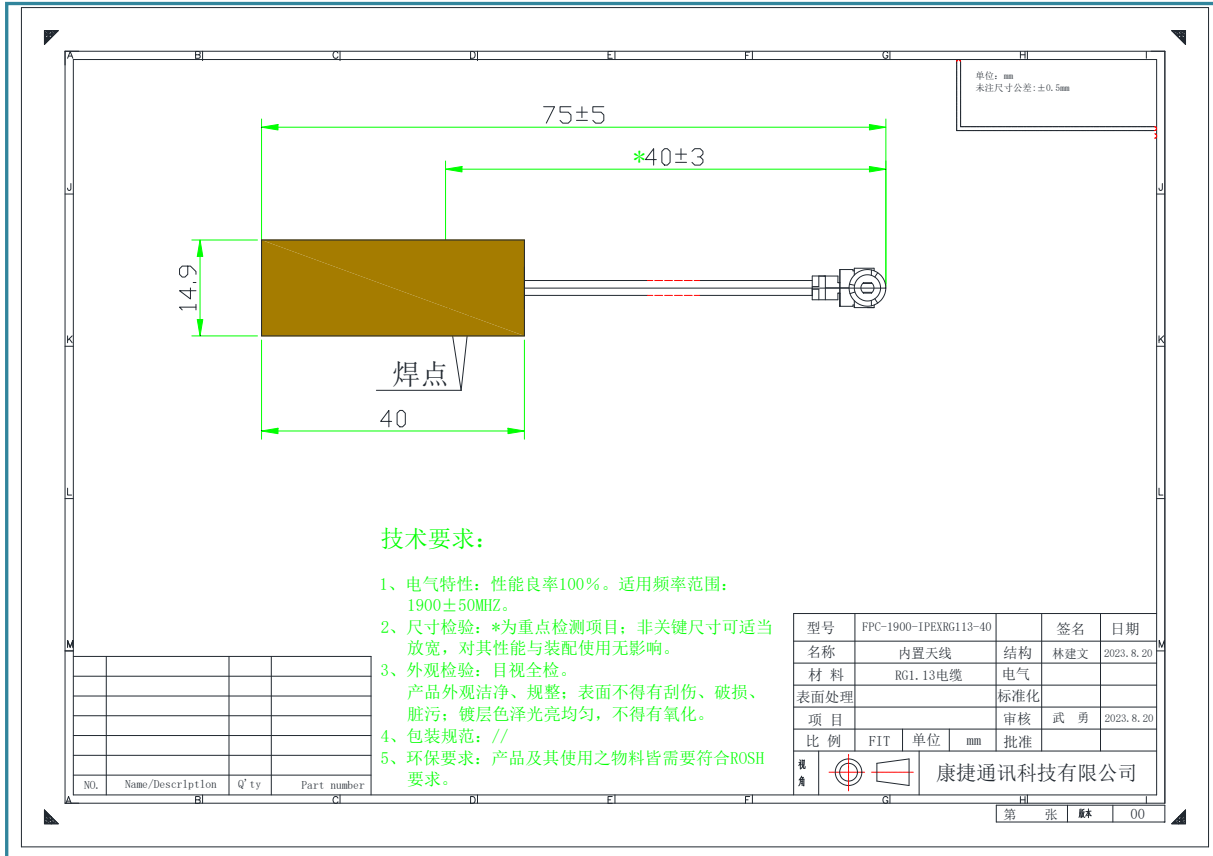 A B C D E F G H I
单位: mm
未注尺寸公差:±0.5mm
75±5
*40±3
J J
14.9
K K
焊点
40
L L
技术要求:
1、电气特性: 性能良率100%。适用频率范围:
1900±50MHZ。
2、尺寸检验: *为重点检测项目; 非关键尺寸可适当
放宽, 对其性能与装配使用无影响。
3、外观检验: 目视全检。
产品外观洁净、规整; 表面不得有刮伤、破损、
脏污; 镀层色泽光亮均匀, 不得有氧化。
4、包装规范: //
5、环保要求: 产品及其使用之物料皆需要符合ROSH
要求。
M M
型号 FPC-1900-IPEXRG113-40 签名 日期
名称 内置天线 结构 林建文 2023.8.20
材 料 RG1.13电缆 电气
表面处理 标准化
项 目 审核 武 勇 2023.8.20
比 例 FIT 单位 mm 批准
视角 康捷通讯科技有限公司
NO. Name/Descrlptlon Q'ty Part number
A B C D E F G H I
第 张 版本 00